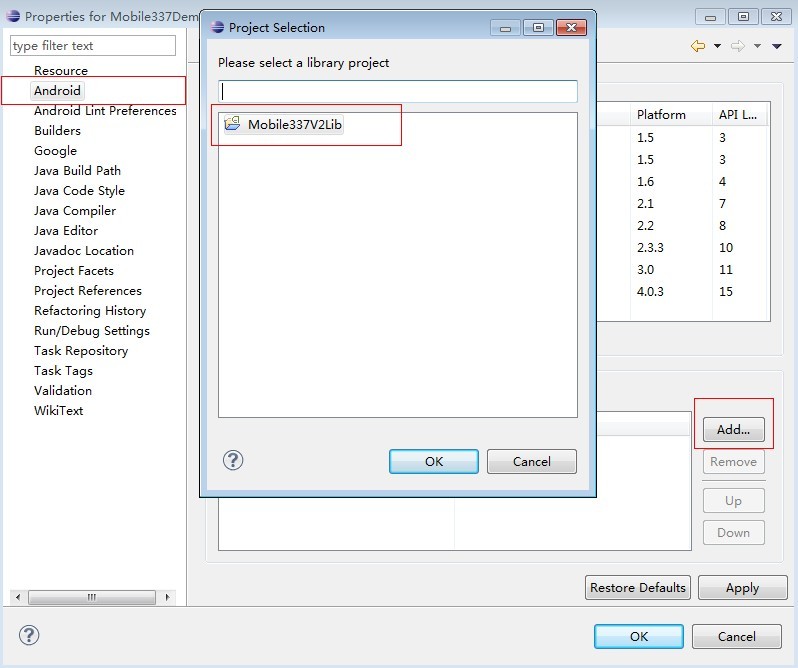 Properties for Mobile337Dem
type filter text
Resource
Android
Android Lint Preferences
Builders
Google
Java Build Path
Java Code Style
Java Compiler
Java Editor
Javadoc Location
Project Facets
Project References
Refactoring History
Run/Debug Settings
Task Repository
Task Tags
Validation
WikiText
Project Selection
Please select a library project
Mobile337V2Lib
OK
Cancel
Platform API L...
1.5 3
1.5 3
1.6 4
2.1 7
2.2 8
2.3.3 10
3.0 11
4.0.3 15
Add...
Remove
Up
Down
Restore Defaults
Apply
OK
Cancel